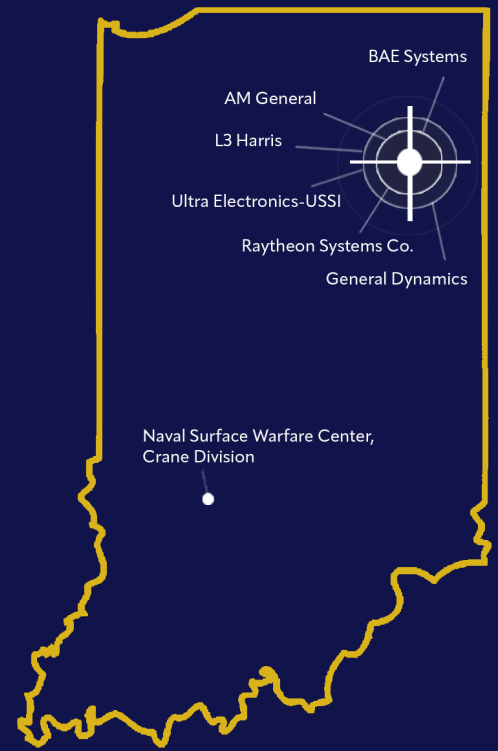 BAE Systems
AM General
L3 Harris
Ultra Electronics-USSI
Raytheon Systems Co.
General Dynamics
Naval Surface Warfare Center,
Crane Division